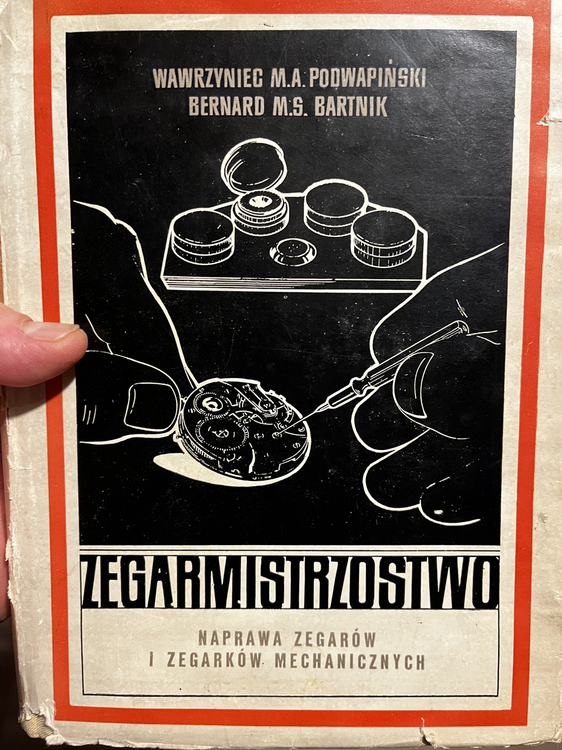 WAWRZYNIEC M.A. PODWAPIŃSKI
BERNARD M.S. BARTNIK
ZEGARMISTRZOSTWO
NAPRAWA ZEGARÓW
I ZEGARKÓW MECHANICZNYCH